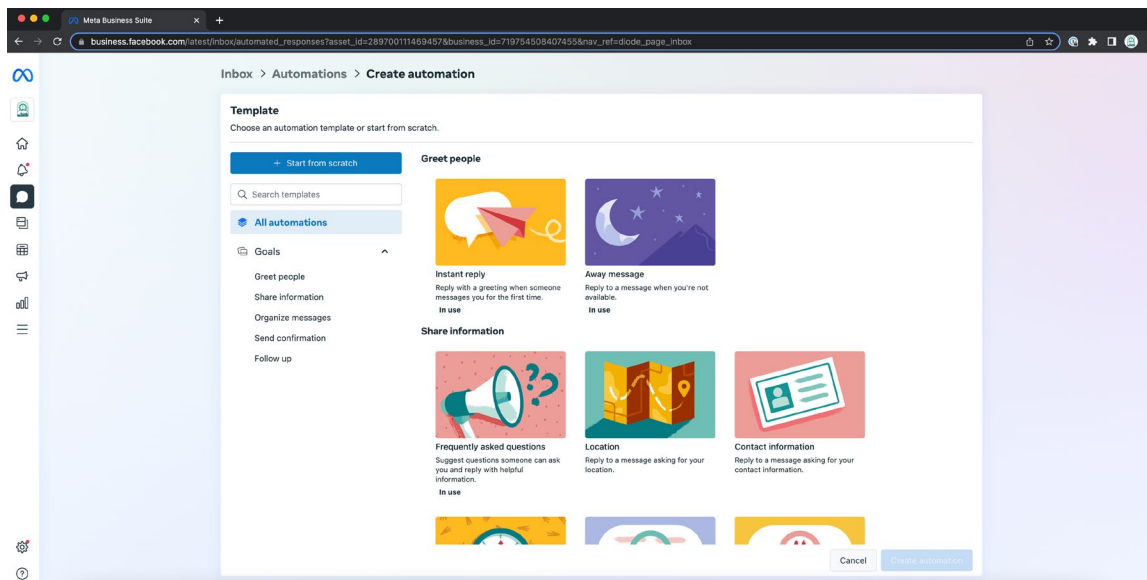 Meta Business Suite
business.facebook.com/latest/inbox/automated_responses?asset_id=289700111469457&business_id=719754508407455&nav_ref=diode_page_inbox
Inbox > Automations > Create automation
Template
Choose an automation template or start from scratch.
+ Start from scratch
Search templates
All automations
Goals
Greet people
Share information
Organize messages
Send confirmation
Follow up
Greet people
Instant reply
Reply with a greeting when someone
messages you for the first time.
In use
Away message
Reply to a message when you're not
available.
In use
Share information
Frequently asked questions
Suggest questions someone can ask
you and reply with helpful
information.
In use
Location
Reply to a message asking for your
location.
Contact information
Reply to a message asking for your
contact information.
Cancel
Create automation